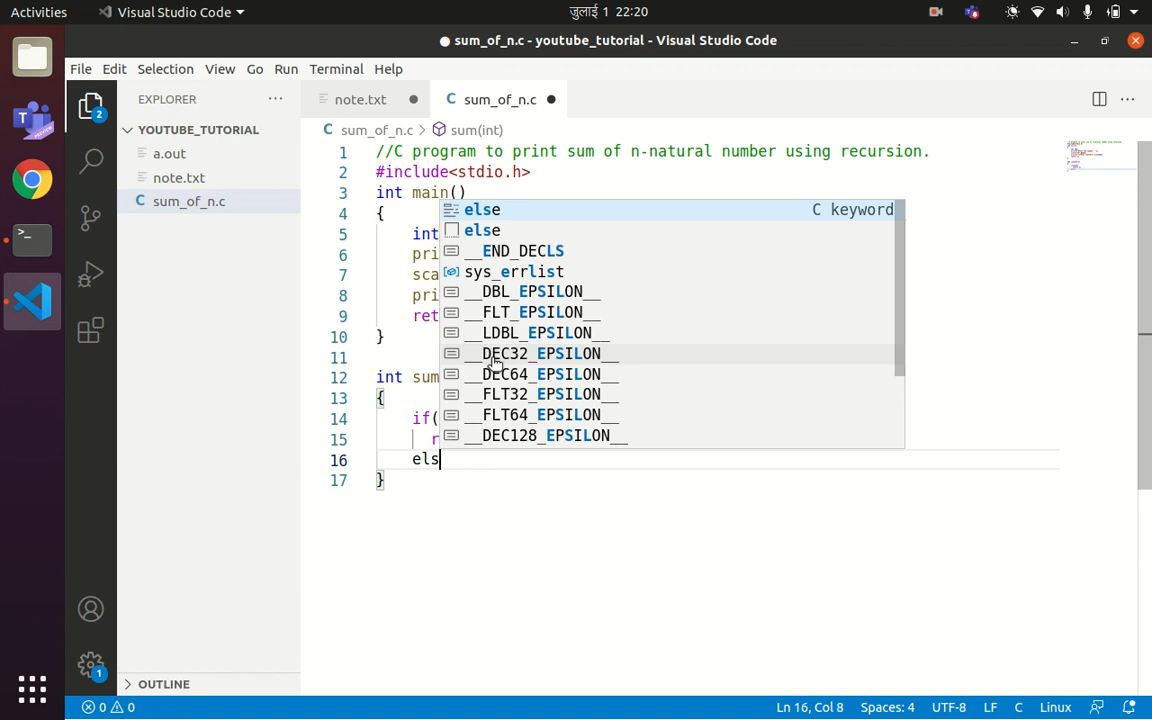 Activities Visual Studio Code जुलाई 1 22:20
sum_of_n.c - youtube_tutorial - Visual Studio Code
File Edit Selection View Go Run Terminal Help
EXPLORER
note.txt
C sum_of_n.c
YOUTUBE_TUTORIAL
a.out
note.txt
C sum_of_n.c
C sum_of_n.c > sum(int)
1 //C program to print sum of n-natural number using recursion.
2 #include<stdio.h>
3 int main()
4 {
5 int
6 pri
7 sca
8 pri
9 ret
10 }
11
12 int sum
13 {
14 if(
15 r
16 els
17 }
else C keyword
else
__END_DECLS
sys_errlist
__DBL_EPSILON__
__FLT_EPSILON__
__LDBL_EPSILON__
__DEC32_EPSILON__
__DEC64_EPSILON__
__FLT32_EPSILON__
__FLT64_EPSILON__
__DEC128_EPSILON__
2
1
OUTLINE
0 0 Ln 16, Col 8 Spaces: 4 UTF-8 LF C Linux